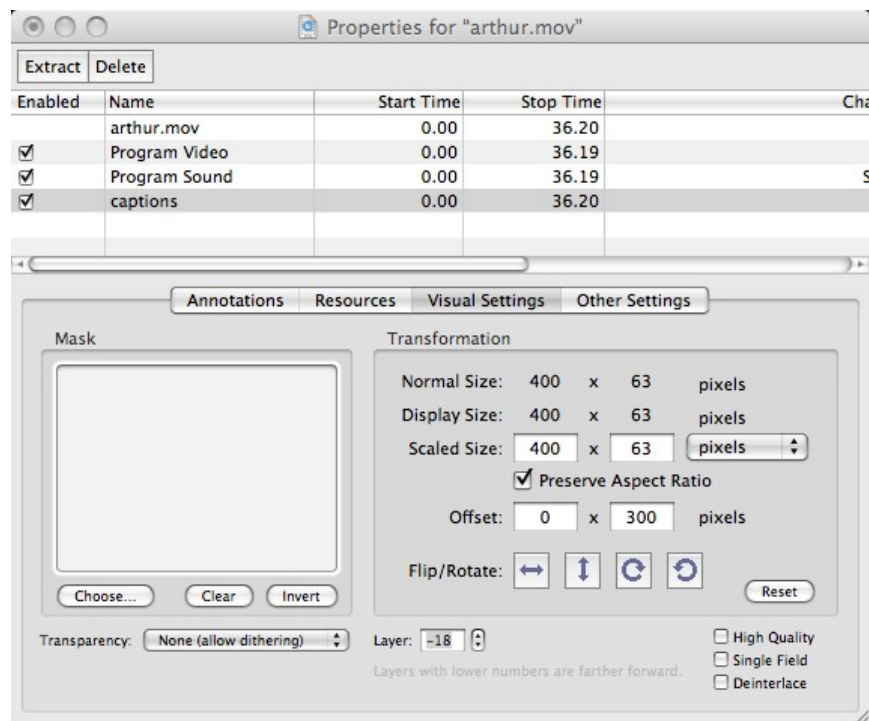 Properties for "arthur.mov"
Extract Delete
Enabled Name Start Time Stop Time Cha
arthur.mov 0.00 36.20
Program Video 0.00 36.19
Program Sound 0.00 36.19 S
captions 0.00 36.20
Annotations Resources Visual Settings Other Settings
Mask
Choose... Clear Invert
Transparency: None (allow dithering)
Transformation
Normal Size: 400 x 63 pixels
Display Size: 400 x 63 pixels
Scaled Size: 400 x 63 pixels
Preserve Aspect Ratio
Offset: 0 x 300 pixels
Flip/Rotate:
Reset
Layer: -18
Layers with lower numbers are farther forward.
High Quality
Single Field
Deinterlace